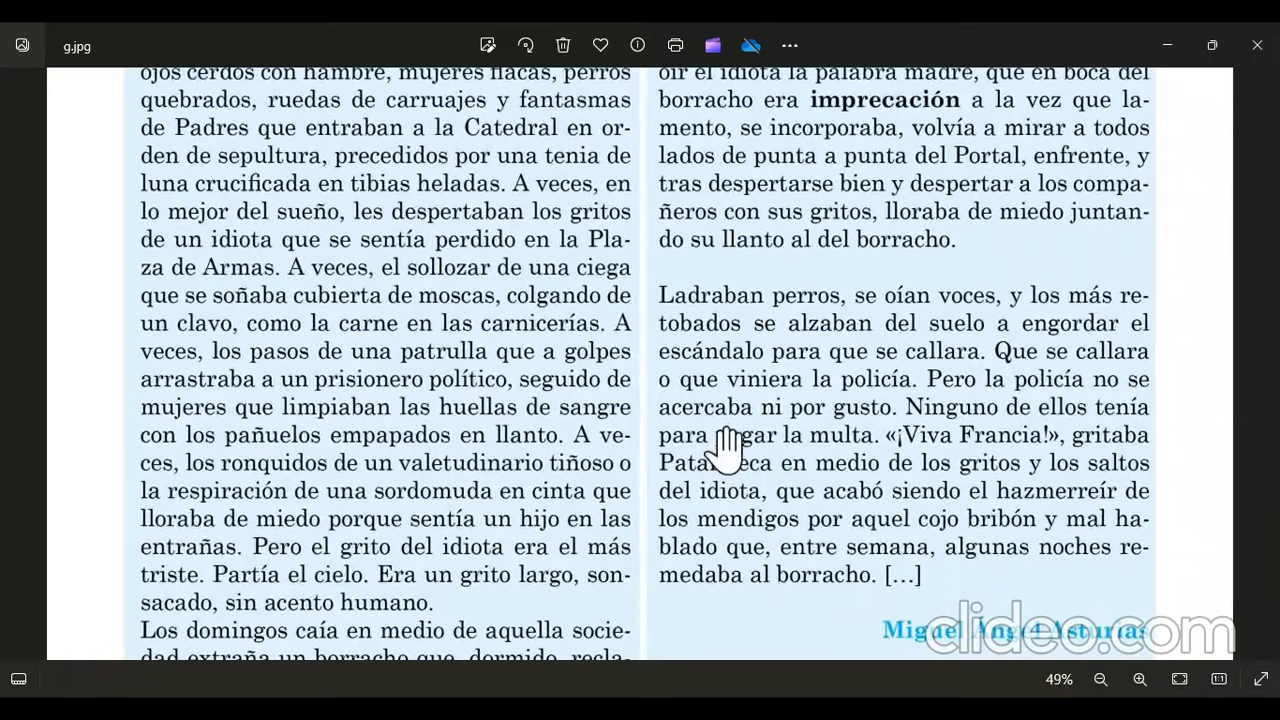 g.jpg
ojos cerdos con hambre, mujeres flacas, perros
quebrados, ruedas de carruajes y fantasmas
de Padres que entraban a la Catedral en or-
den de sepultura, precedidos por una tenia de
luna crucificada en tibias heladas. A veces, en
lo mejor del sueño, les despertaban los gritos
de un idiota que se sentía perdido en la Pla-
za de Armas. A veces, el sollozar de una ciega
que se soñaba cubierta de moscas, colgando de
un clavo, como la carne en las carnicerías. A
veces, los pasos de una patrulla que a golpes
arrastraba a un prisionero político, seguido de
mujeres que limpiaban las huellas de sangre
con los pañuelos empapados en llanto. A ve-
ces, los ronquidos de un valetudinario tiñoso o
la respiración de una sordomuda en cinta que
lloraba de miedo porque sentía un hijo en las
entrañas. Pero el grito del idiota era el más
triste. Partía el cielo. Era un grito largo, son-
sacado, sin acento humano.
Los domingos caía en medio de aquella socie-
dad extraña un borracho que, dormido, recla-
oír el idiota la palabra madre, que en boca del
borracho era imprecación a la vez que la-
mento, se incorporaba, volvía a mirar a todos
lados de punta a punta del Portal, enfrente, y
tras despertarse bien y despertar a los compa-
ñeros con sus gritos, lloraba de miedo juntan-
do su llanto al del borracho.
Ladraban perros, se oían voces, y los más re-
tobados se alzaban del suelo a engordar el
escándalo para que se callara. Que se callara
o que viniera la policía. Pero la policía no se
acercaba ni por gusto. Ninguno de ellos tenía
para pagar la multa. «¡Viva Francia!», gritaba
Patahueca en medio de los gritos y los saltos
del idiota, que acabó siendo el hazmerreír de
los mendigos por aquel cojo bribón y mal ha-
blado que, entre semana, algunas noches re-
medaba al borracho. […]
Miguel Ángel Asturias
clideo.com
49%